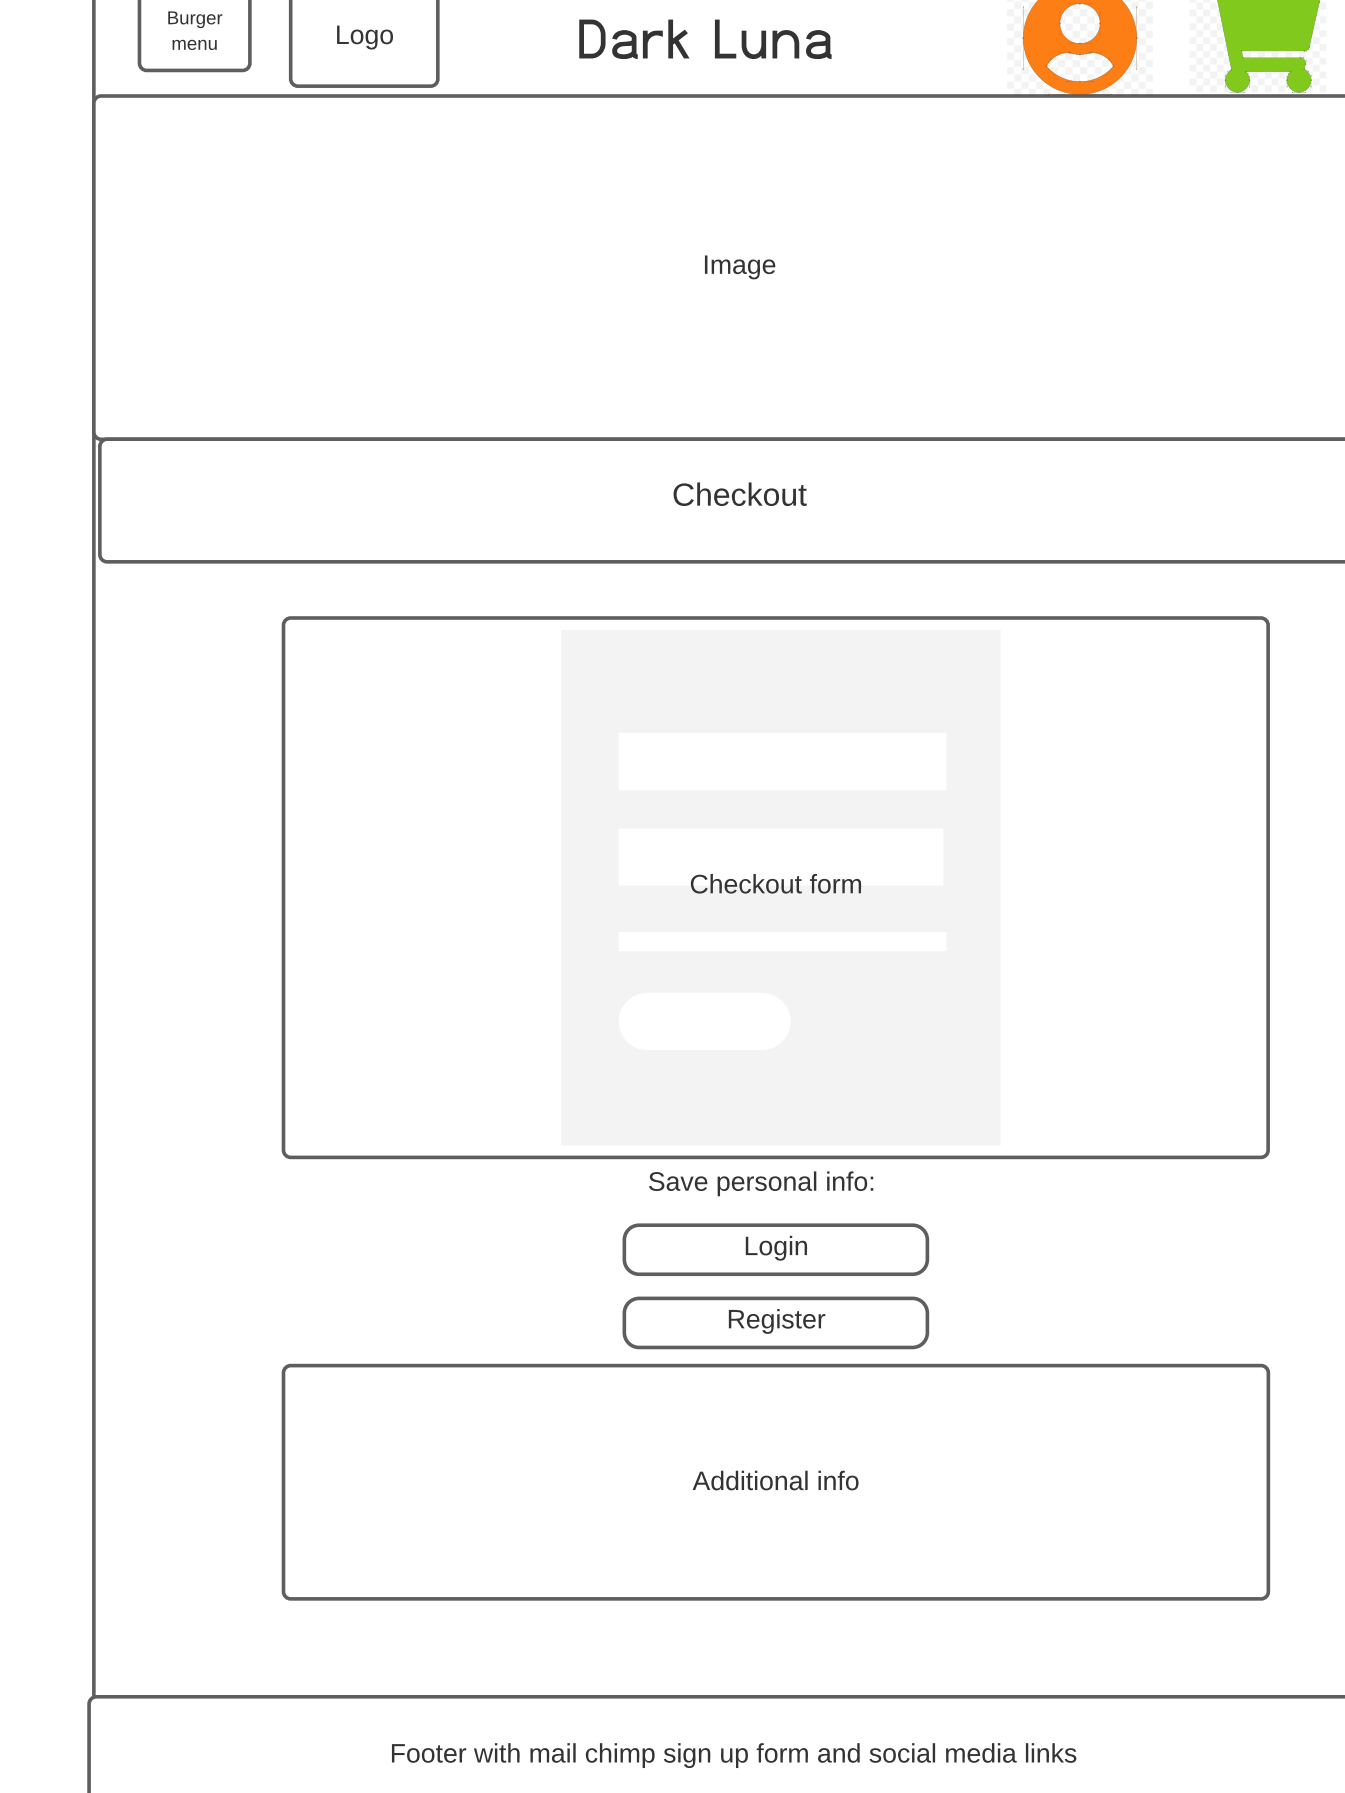 Burger
menu
Logo
Dark Luna
Image
Checkout
Checkout form
Save personal info:
Login
Register
Additional info
Footer with mail chimp sign up form and social media links